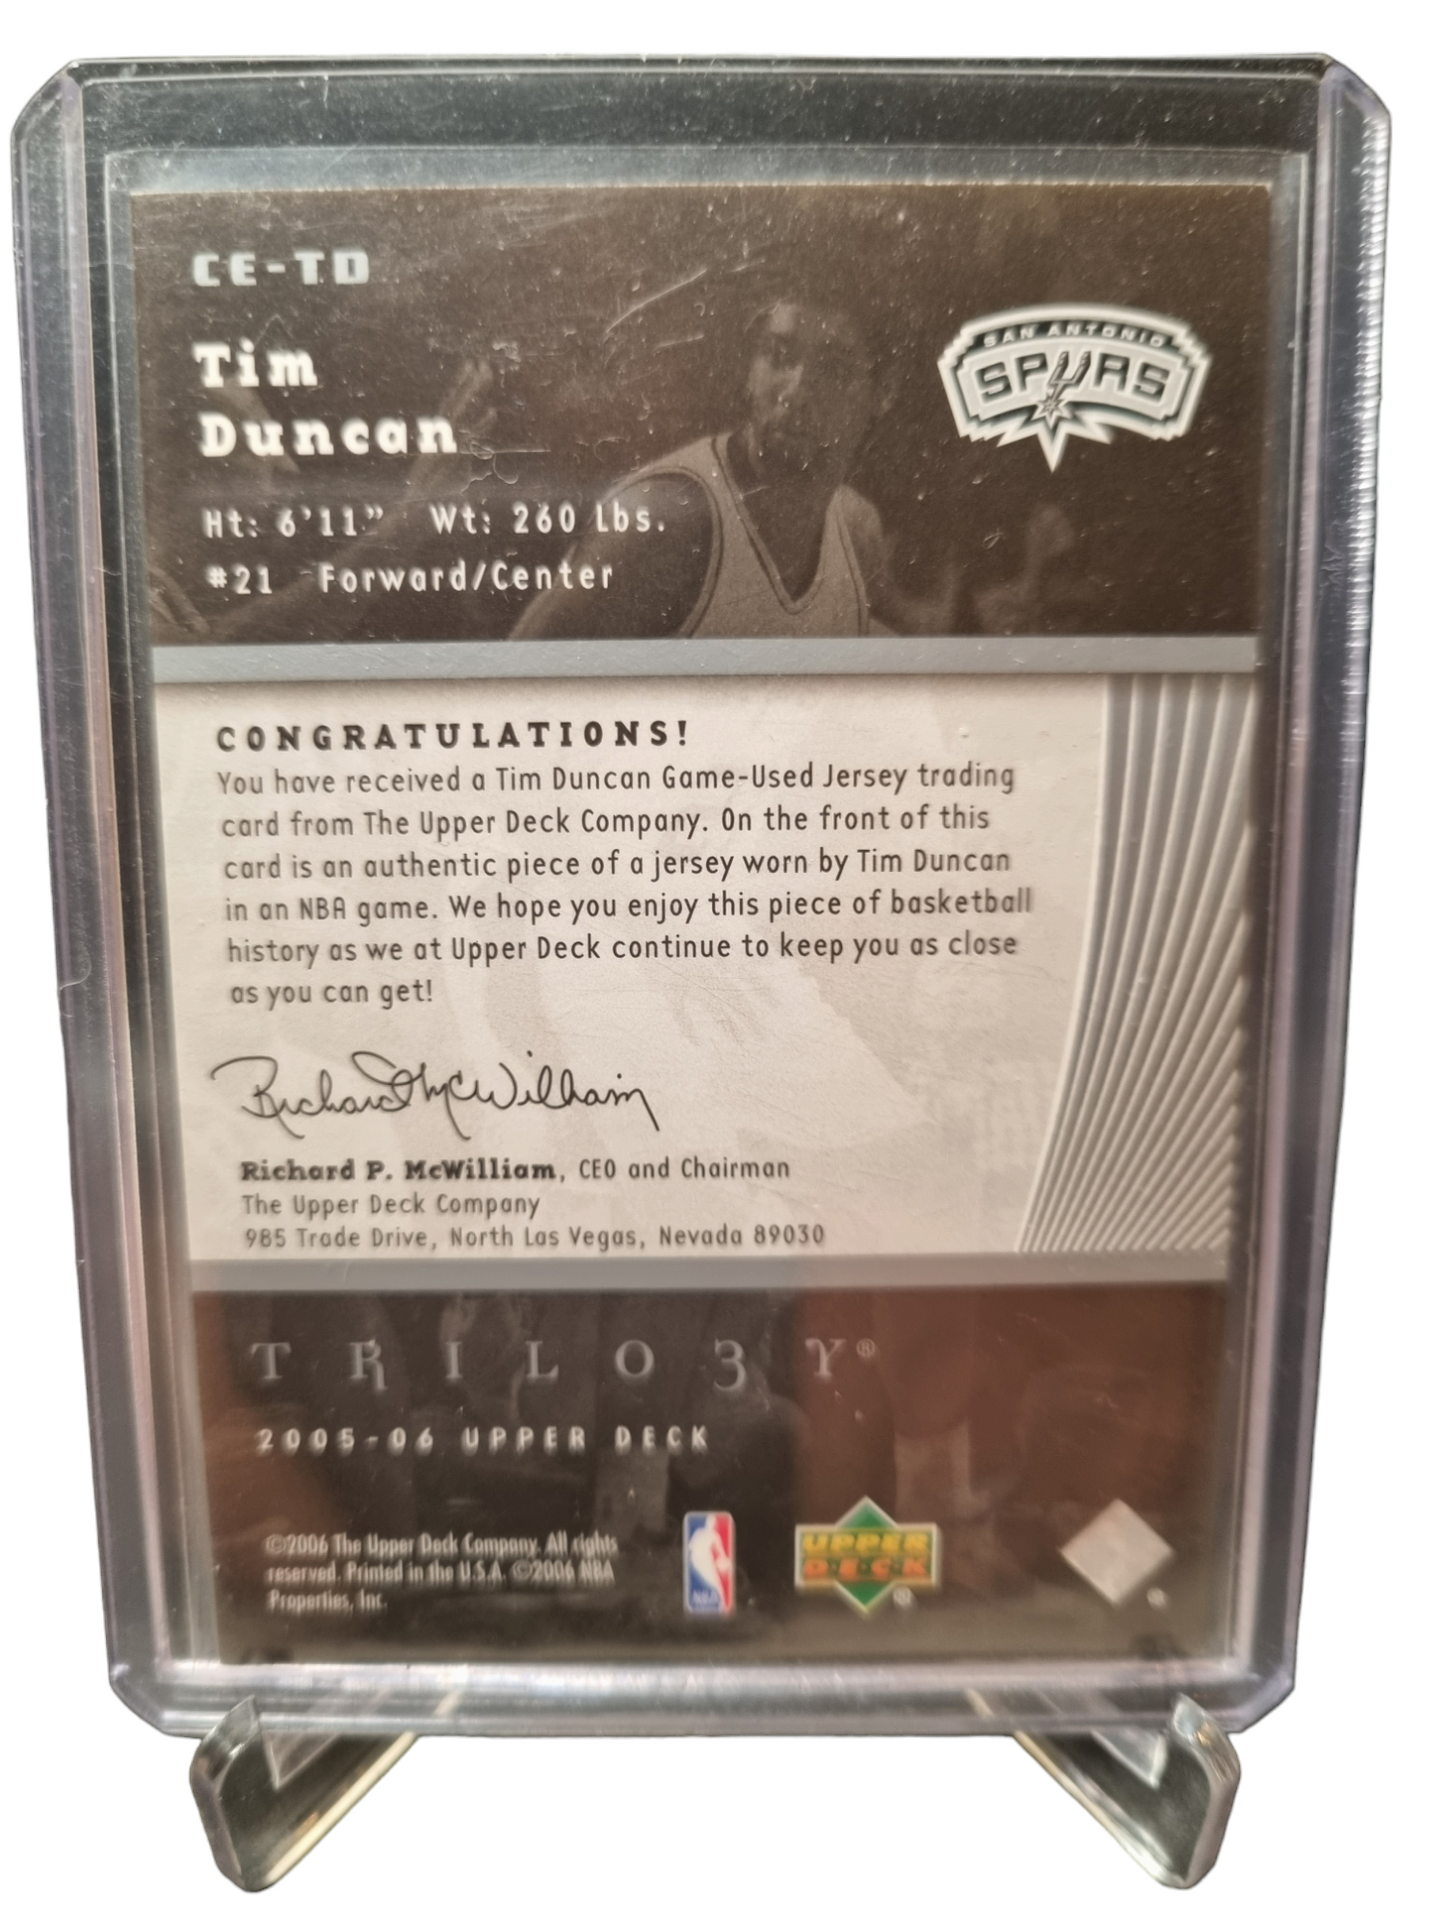 CE-TD
Tim
Duncan
SAN ANTONIO
SPURS
Ht: 6'11" Wt: 260 Lbs.
#21 Forward/Center
CONGRATULATIONS!
You have received a Tim Duncan Game-Used Jersey trading
card from The Upper Deck Company. On the front of this
card is an authentic piece of a jersey worn by Tim Duncan
in an NBA game. We hope you enjoy this piece of basketball
history as we at Upper Deck continue to keep you as close
as you can get!
Richard P. McWilliam
Richard P. McWilliam, CEO and Chairman
The Upper Deck Company
985 Trade Drive, North Las Vegas, Nevada 89030
TRILO3Y®
2005-06 UPPER DECK
©2006 The Upper Deck Company. All rights
reserved. Printed in the U.S.A. ©2006 NBA
Properties, Inc.
NBA
UPPER
DECK